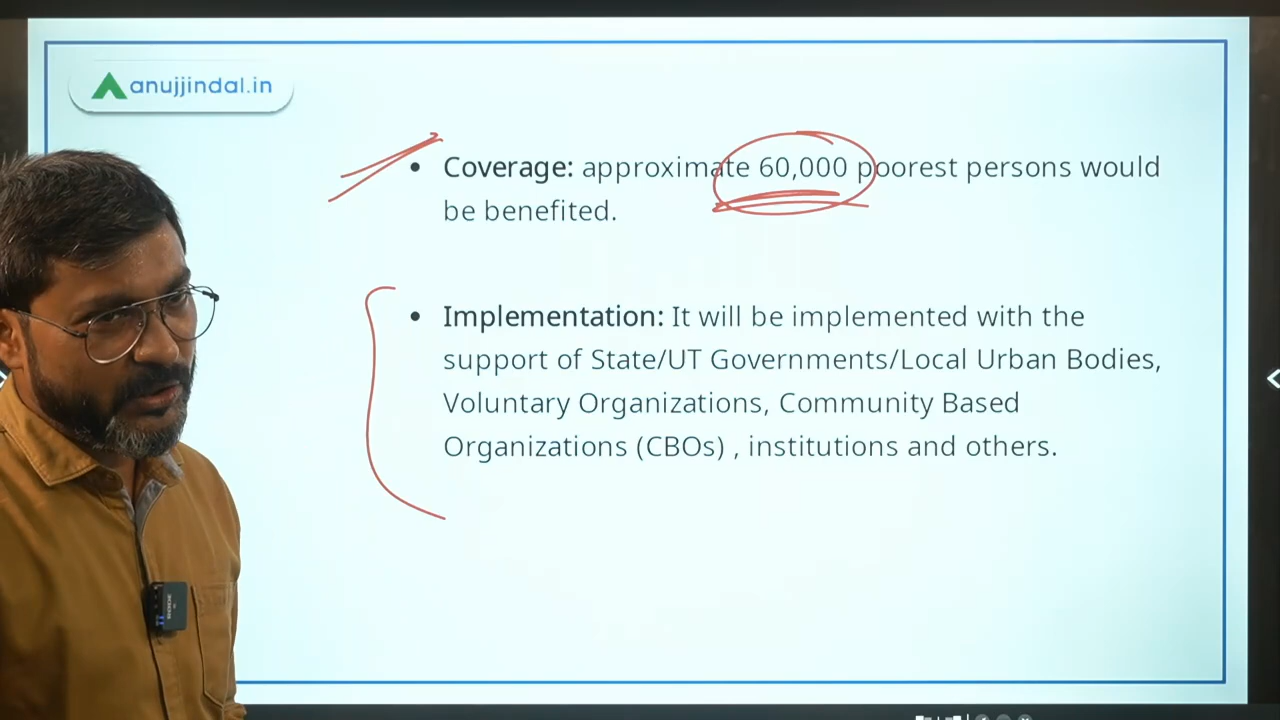 anujjindal.in
• Coverage: approximate 60,000 poorest persons would
be benefited.
• Implementation: It will be implemented with the
support of State/UT Governments/Local Urban Bodies,
Voluntary Organizations, Community Based
Organizations (CBOs) , institutions and others.
RODE